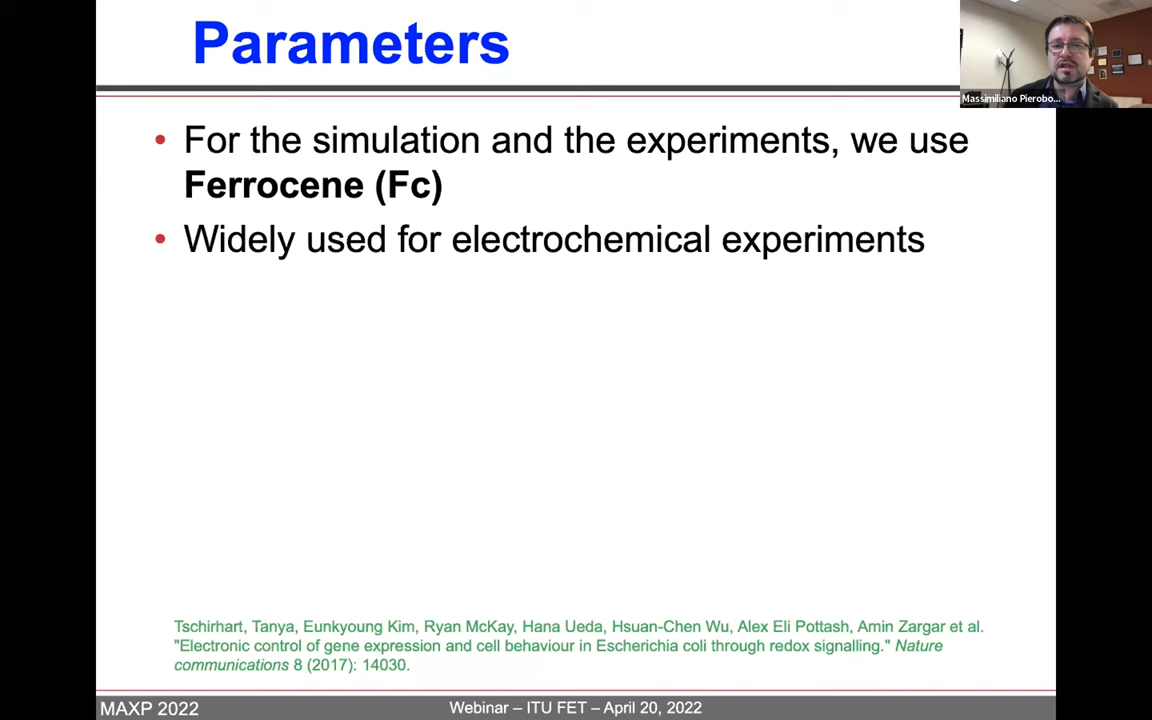 Parameters
Massimiliano Pierobo...
• For the simulation and the experiments, we use
Ferrocene (Fc)
• Widely used for electrochemical experiments
Tschirhart, Tanya, Eunkyoung Kim, Ryan McKay, Hana Ueda, Hsuan-Chen Wu, Alex Eli Pottash, Amin Zargar et al.
"Electronic control of gene expression and cell behaviour in Escherichia coli through redox signalling." Nature
communications 8 (2017): 14030.
MAXP 2022
Webinar – ITU FET – April 20, 2022